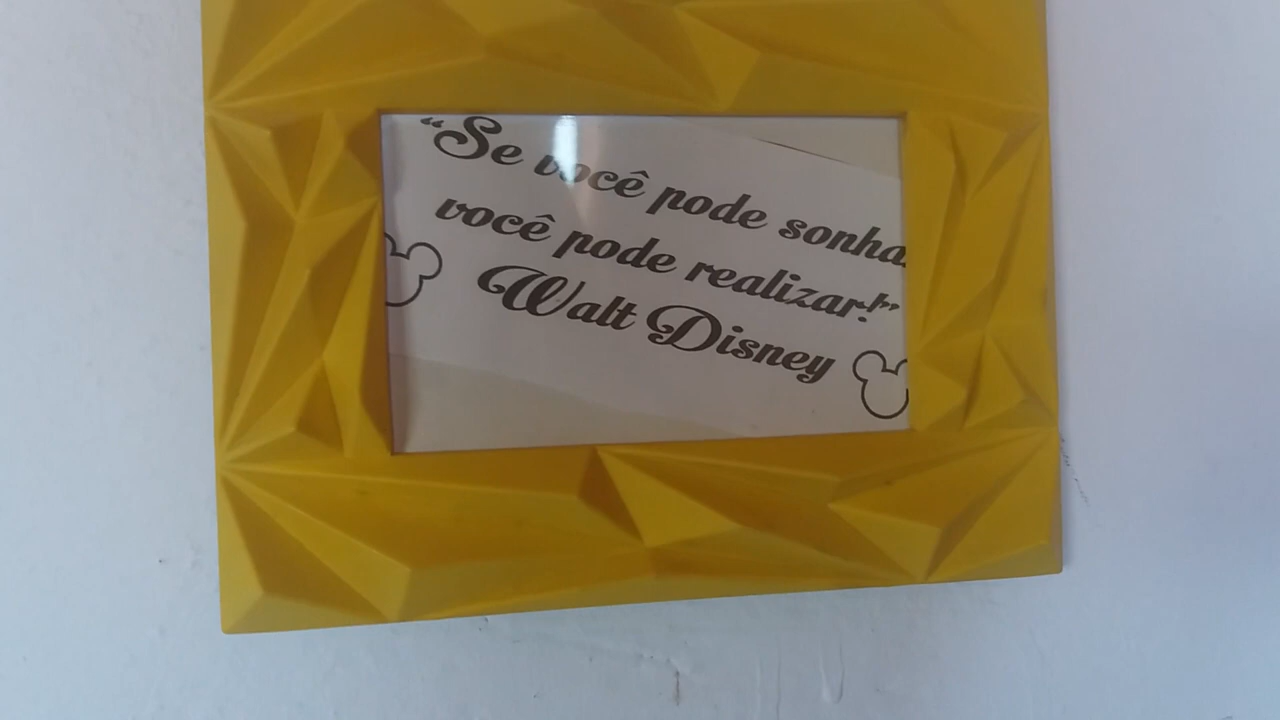 “Se você pode sonha
você pode realizar!”
Walt Disney